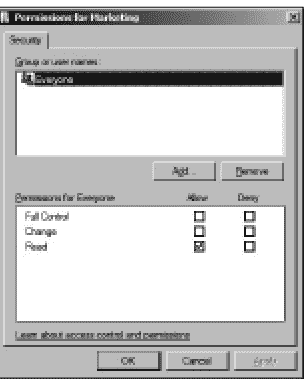 Permissions for Marketing
Security
Group or user names:
Everyone
Add...
Remove
Permissions for Everyone
Allow
Deny
Full Control
Change
Read
Learn about access control and permissions
OK
Cancel
Apply